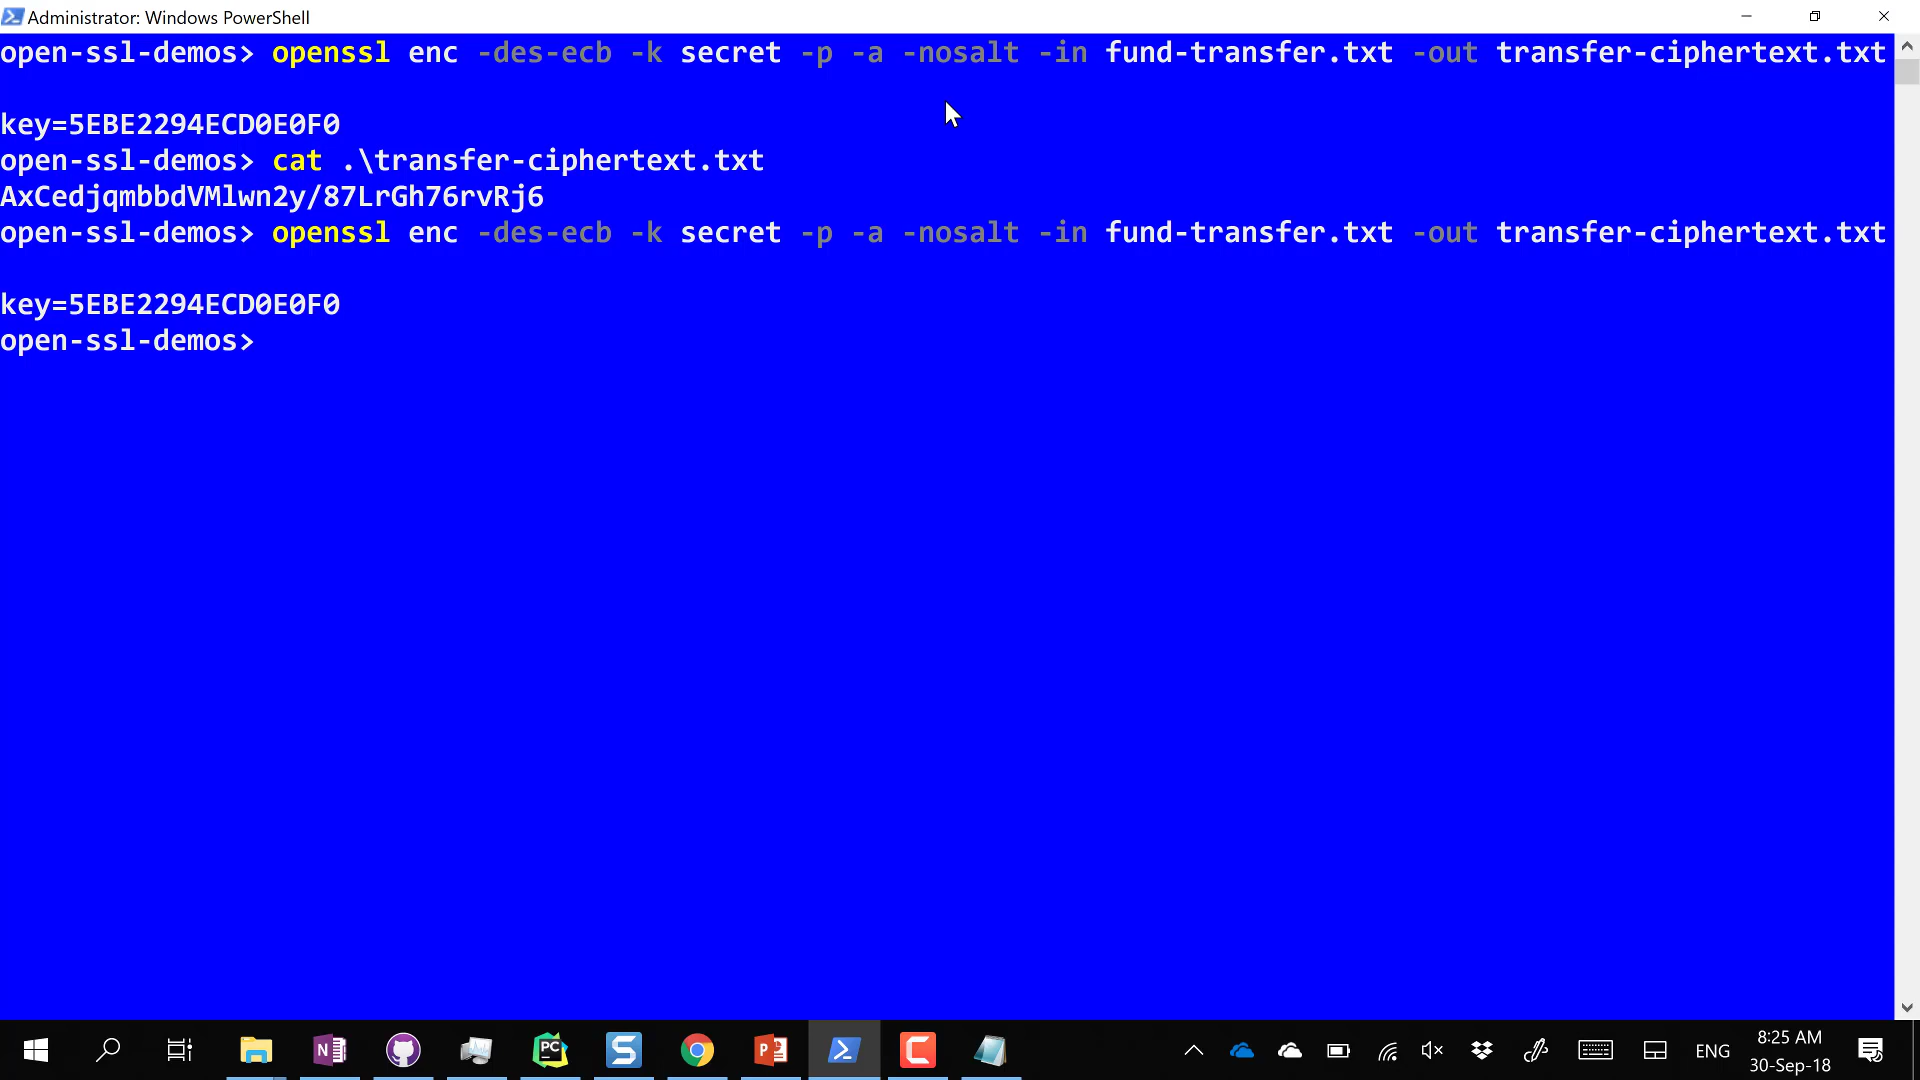 Administrator: Windows PowerShell
open-ssl-demos> openssl enc -des-ecb -k secret -p -a -nosalt -in fund-transfer.txt -out transfer-ciphertext.txt
key=5EBE2294ECD0E0F0
open-ssl-demos> cat .\transfer-ciphertext.txt
AxCedjqmbbdVMlwn2y/87LrGh76rvRj6
open-ssl-demos> openssl enc -des-ecb -k secret -p -a -nosalt -in fund-transfer.txt -out transfer-ciphertext.txt
key=5EBE2294ECD0E0F0
open-ssl-demos>
N
PC
S
P
C
ENG
8:25 AM
30-Sep-18